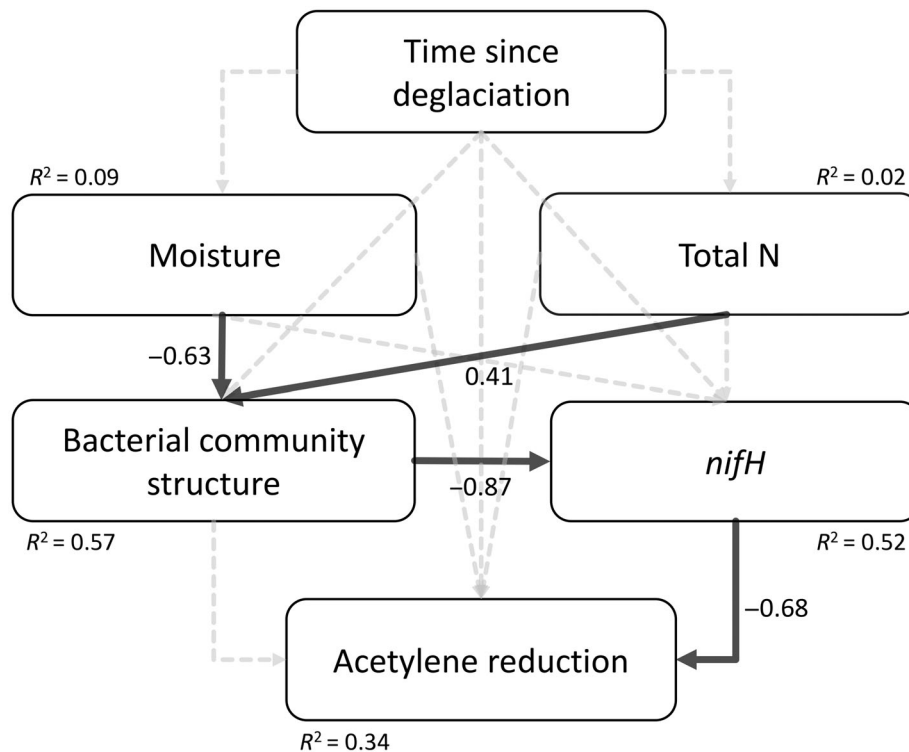 Time since
deglaciation
R² = 0.09
R² = 0.02
Moisture
Total N
–0.63
0.41
Bacterial community
structure
nifH
–0.87
R² = 0.57
R² = 0.52
–0.68
Acetylene reduction
R² = 0.34